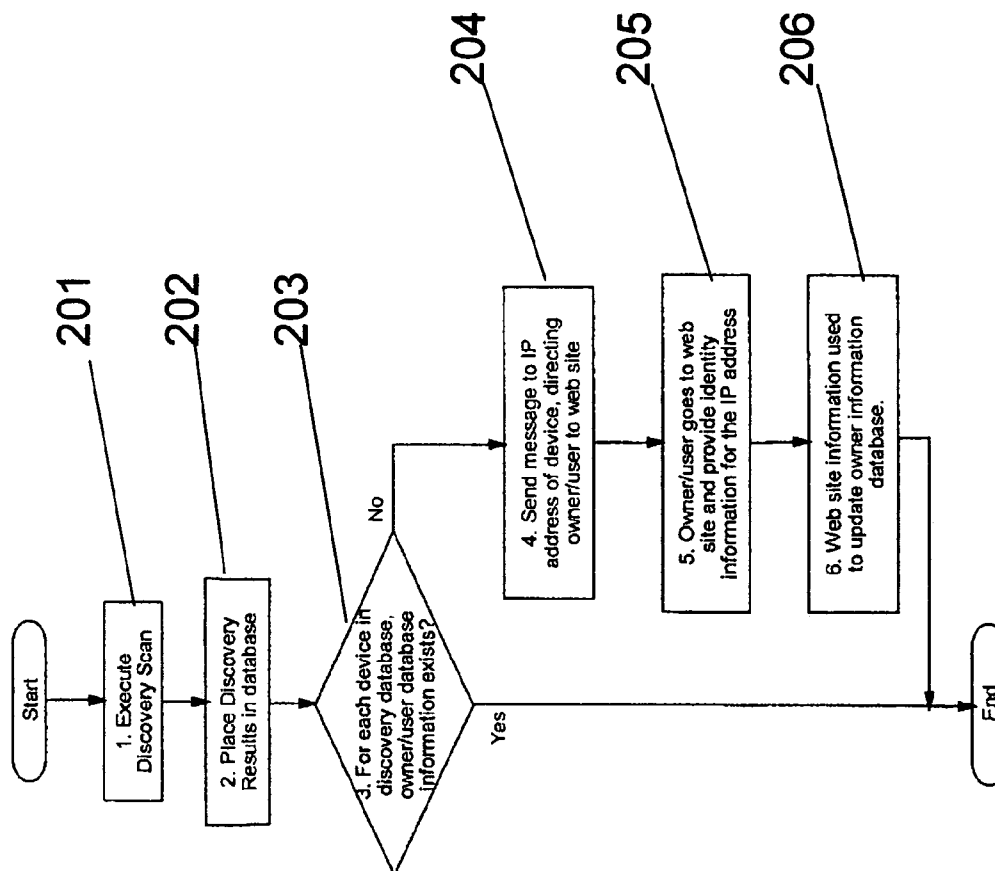 Start
201
1. Execute
Discovery Scan
202
2. Place Discovery
Results in database
203
3. For each device in
discovery database,
owner/user database
information exists?
No
Yes
204
4. Send message to IP
address of device, directing
owner/user to web site
205
5. Owner/user goes to web
site and provide identity
information for the IP address
206
6. Web site information used
to update owner information
database.
End